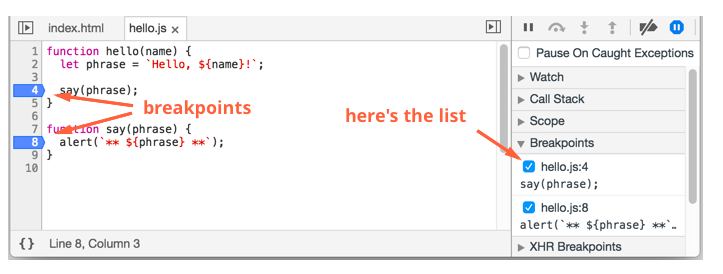 index.html
hello.js
1 function hello(name) {
2 let phrase = `Hello, ${name}!`;
3
4 say(phrase);
5 }
6
7 function say(phrase) {
8 alert(`** ${phrase} **`);
9 }
10
breakpoints
here's the list
{} Line 8, Column 3
Pause On Caught Exceptions
Watch
Call Stack
Scope
Breakpoints
hello.js:4
say(phrase);
hello.js:8
alert(`** ${phrase} **`…
XHR Breakpoints